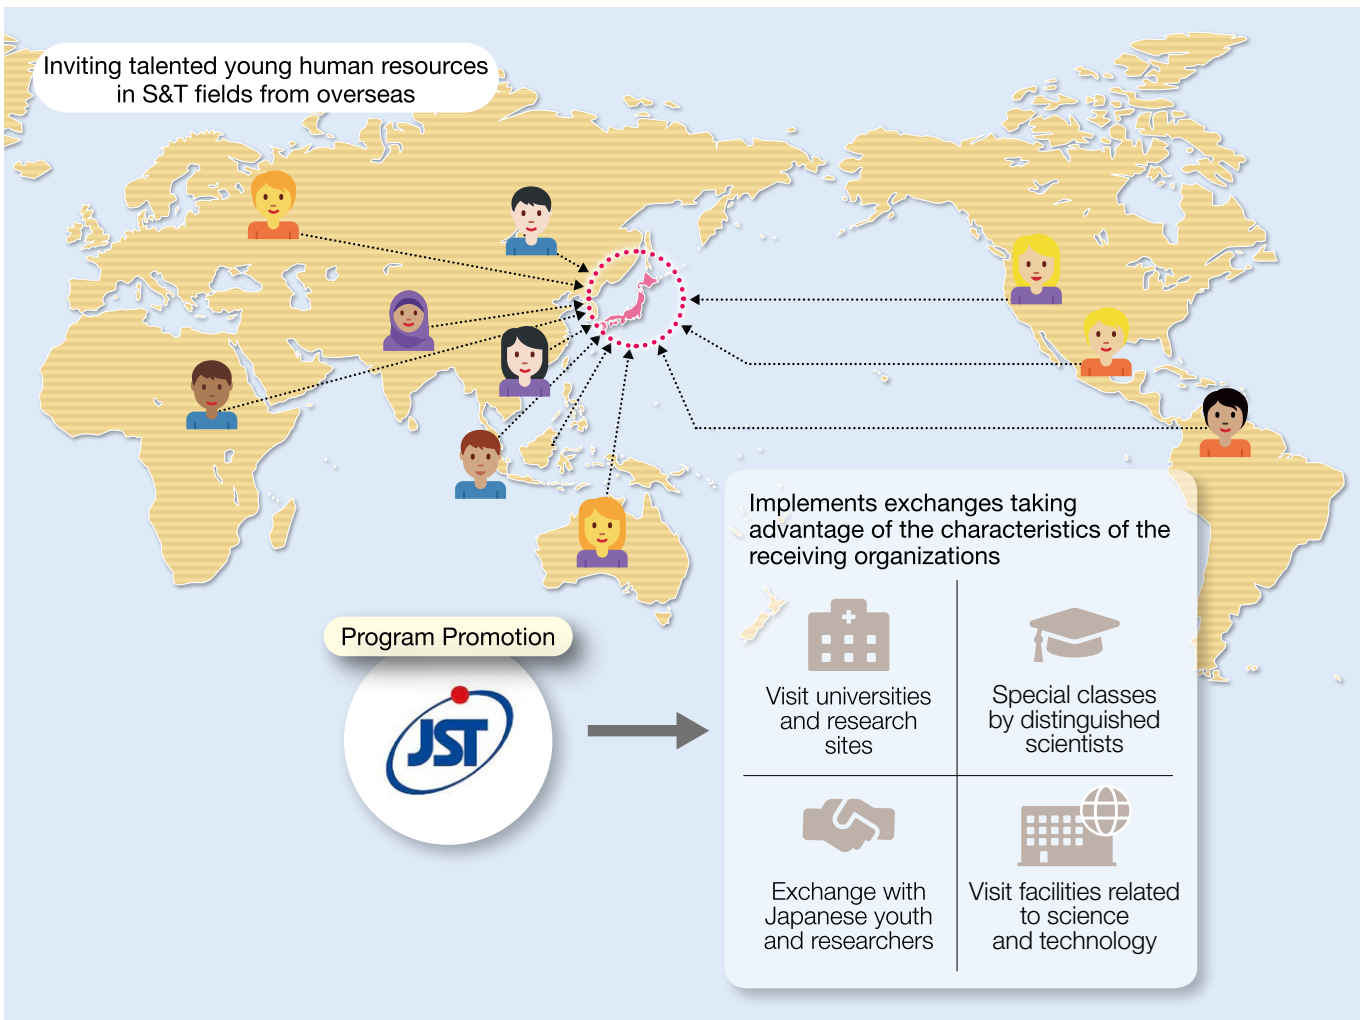 Inviting talented young human resources
in S&T fields from overseas
Implements exchanges taking
advantage of the characteristics of the
receiving organizations
Program Promotion
JST
Visit universities
and research
sites
Special classes
by distinguished
scientists
Exchange with
Japanese youth
and researchers
Visit facilities related
to science
and technology